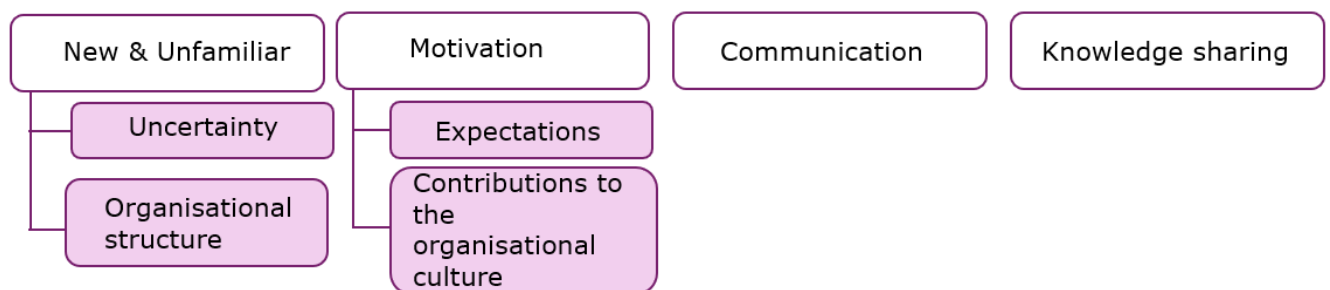 New & Unfamiliar
Motivation
Communication
Knowledge sharing
Uncertainty
Expectations
Organisational
structure
Contributions to
the
organisational
culture